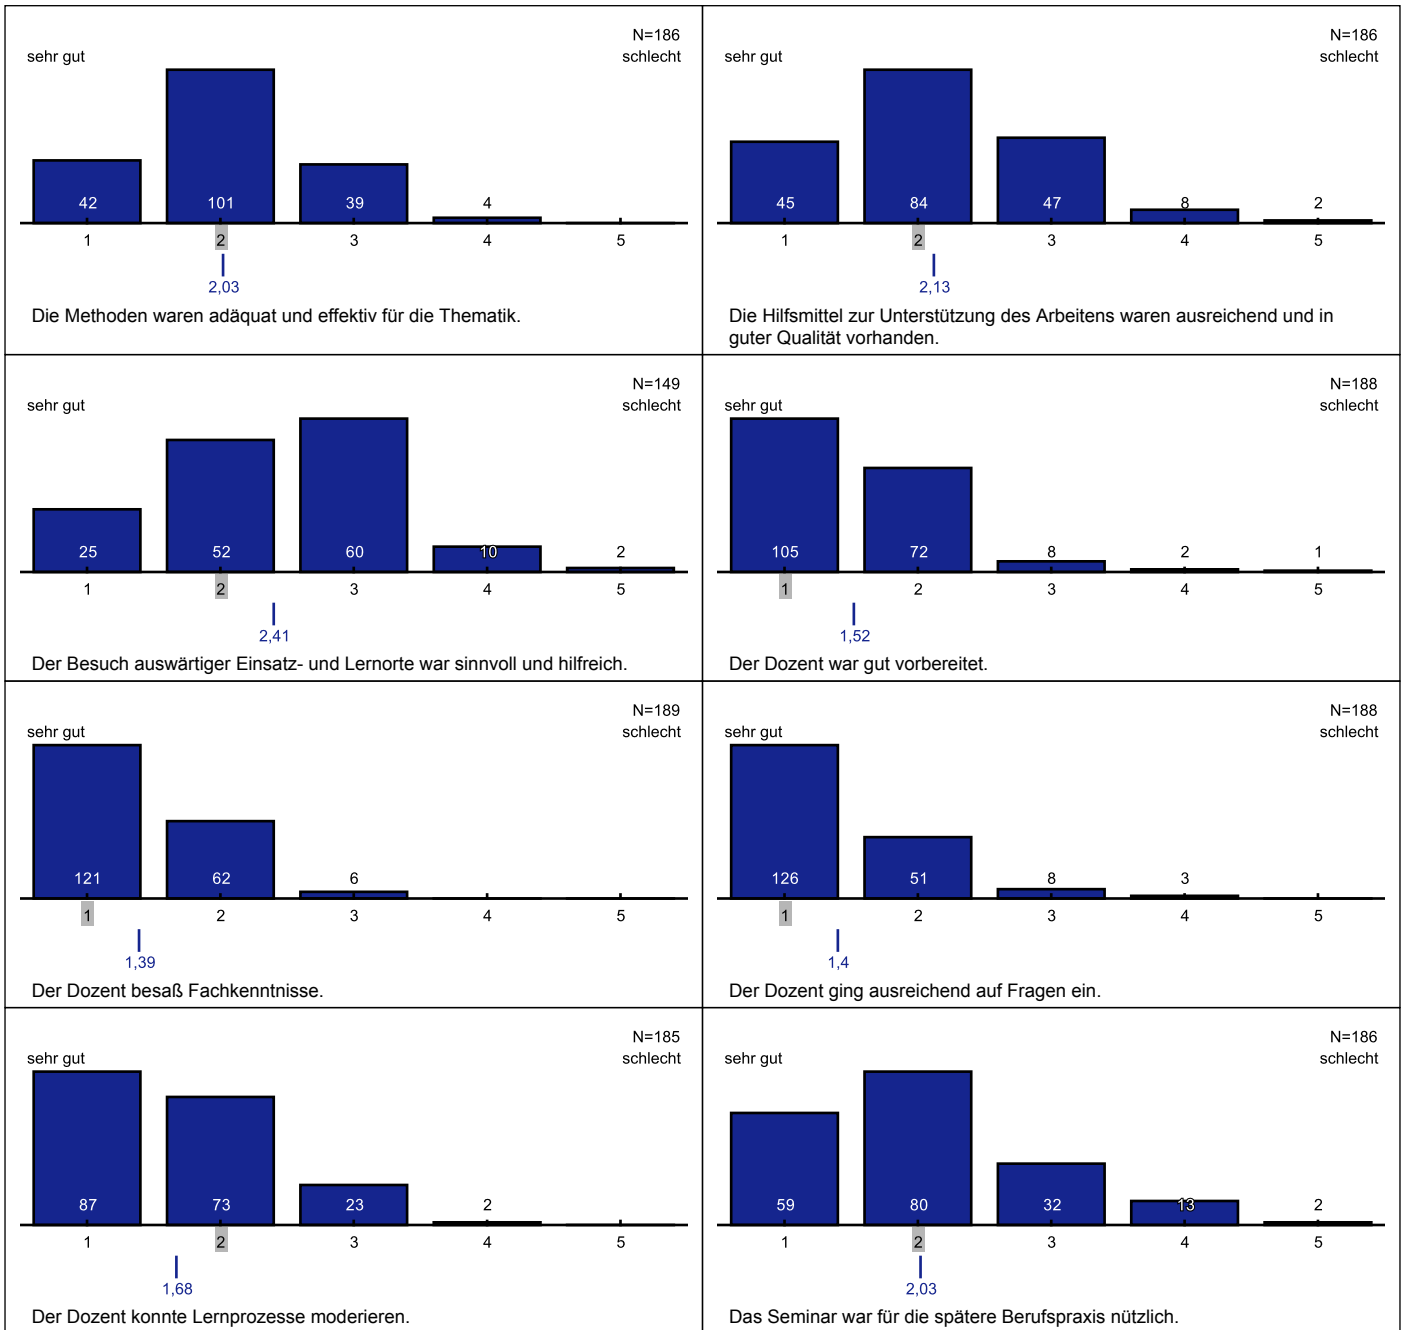 N=186
sehr gut schlecht
42 101 39 4
1 2 3 4 5
2,03
Die Methoden waren adäquat und effektiv für die Thematik.
N=186
sehr gut schlecht
45 84 47 8 2
1 2 3 4 5
2,13
Die Hilfsmittel zur Unterstützung des Arbeitens waren ausreichend und in
guter Qualität vorhanden.
N=149
sehr gut schlecht
25 52 60 10 2
1 2 3 4 5
2,41
Der Besuch auswärtiger Einsatz- und Lernorte war sinnvoll und hilfreich.
N=188
sehr gut schlecht
105 72 8 2 1
1 2 3 4 5
1,52
Der Dozent war gut vorbereitet.
N=189
sehr gut schlecht
121 62 6
1 2 3 4 5
1,39
Der Dozent besaß Fachkenntnisse.
N=188
sehr gut schlecht
126 51 8 3
1 2 3 4 5
1,4
Der Dozent ging ausreichend auf Fragen ein.
N=185
sehr gut schlecht
87 73 23 2
1 2 3 4 5
1,68
Der Dozent konnte Lernprozesse moderieren.
N=186
sehr gut schlecht
59 80 32 13 2
1 2 3 4 5
2,03
Das Seminar war für die spätere Berufspraxis nützlich.